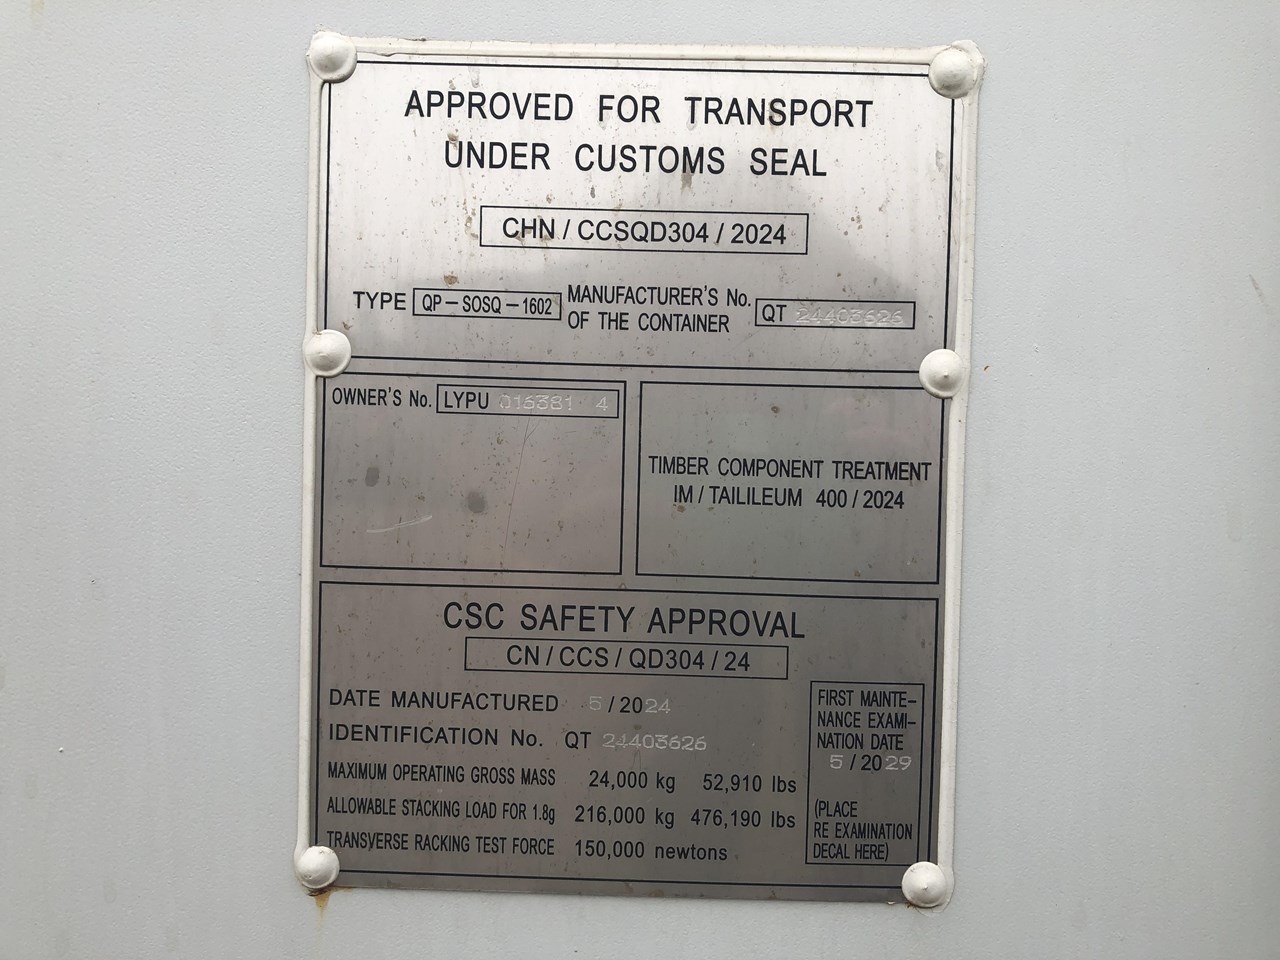 APPROVED FOR TRANSPORT
UNDER CUSTOMS SEAL
CHN / CCSQD304 / 2024
TYPE QP – SOSQ – 1602 MANUFACTURER'S No. OF THE CONTAINER QT 24403626
OWNER'S No. LYPU 016381 4
TIMBER COMPONENT TREATMENT
IM / TAILILEUM 400 / 2024
CSC SAFETY APPROVAL
CN / CCS / QD304 / 24
DATE MANUFACTURED 5 / 2024
IDENTIFICATION No. QT 24403626
MAXIMUM OPERATING GROSS MASS 24,000 kg 52,910 lbs
ALLOWABLE STACKING LOAD FOR 1.8g 216,000 kg 476,190 lbs
TRANSVERSE RACKING TEST FORCE 150,000 newtons
FIRST MAINTE–
NANCE EXAMI–
NATION DATE
5 / 2029
(PLACE
RE EXAMINATION
DECAL HERE)